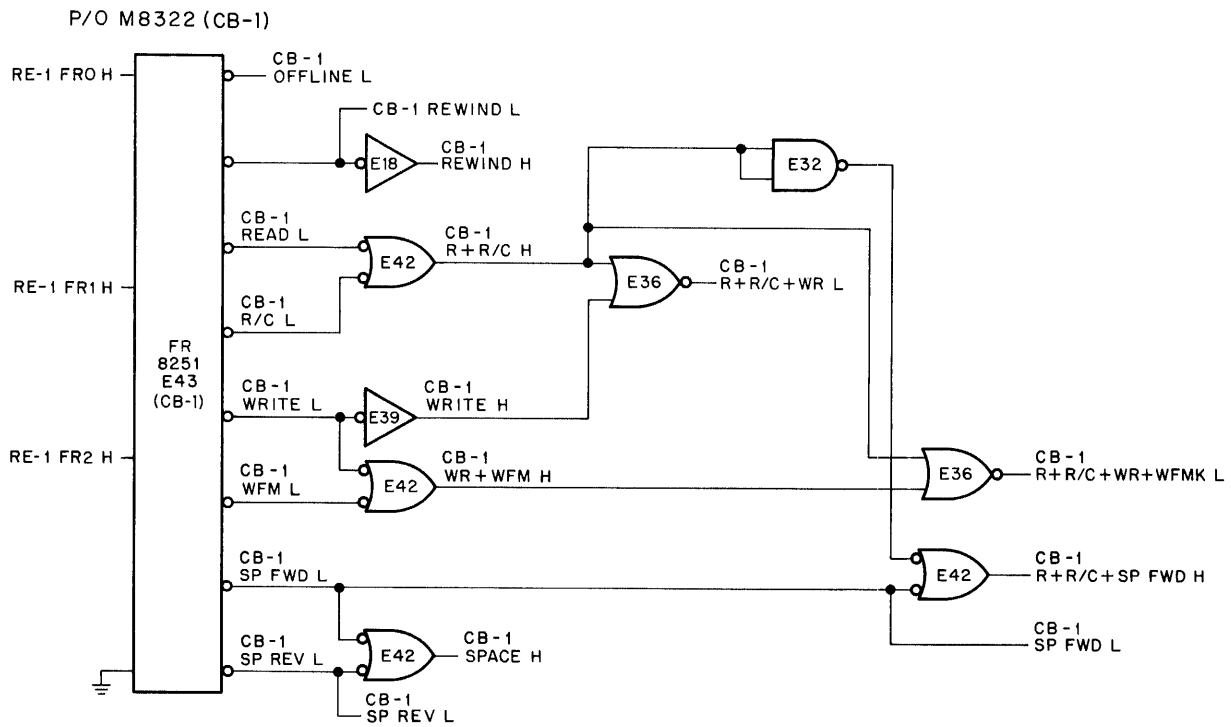 P/O M8322 (CB-1)
RE-1 FR0 H
CB-1
OFFLINE L
CB-1 REWIND L
E18
CB-1
REWIND H
E32
CB-1
READ L
E42
CB-1
R+R/C H
E36
CB-1
R+R/C+WR L
RE-1 FR1 H
CB-1
R/C L
FR
8251
E43
(CB-1)
CB-1
WRITE L
E39
CB-1
WRITE H
RE-1 FR2 H
CB-1
WFM L
E42
CB-1
WR+WFM H
E36
CB-1
R+R/C+WR+WFMK L
CB-1
SP FWD L
E42
CB-1
R+R/C+SP FWD H
CB-1
SP REV L
E42
CB-1
SPACE H
CB-1
SP FWD L
CB-1
SP REV L